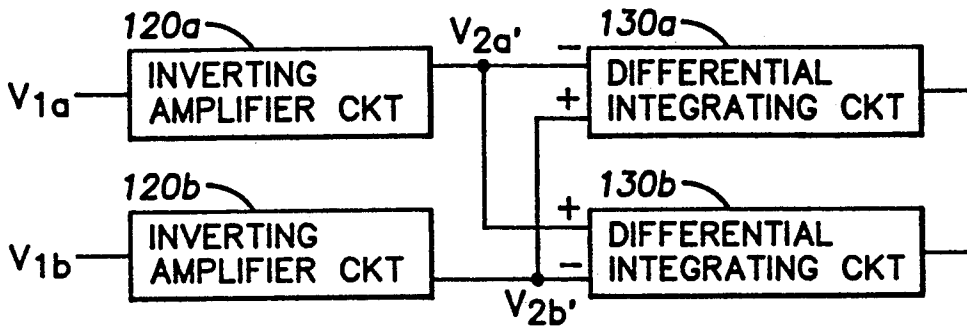 120a
V2a'
130a
V1a
INVERTING
AMPLIFIER CKT
−
+
DIFFERENTIAL
INTEGRATING CKT
120b
130b
V1b
INVERTING
AMPLIFIER CKT
+
−
DIFFERENTIAL
INTEGRATING CKT
V2b'